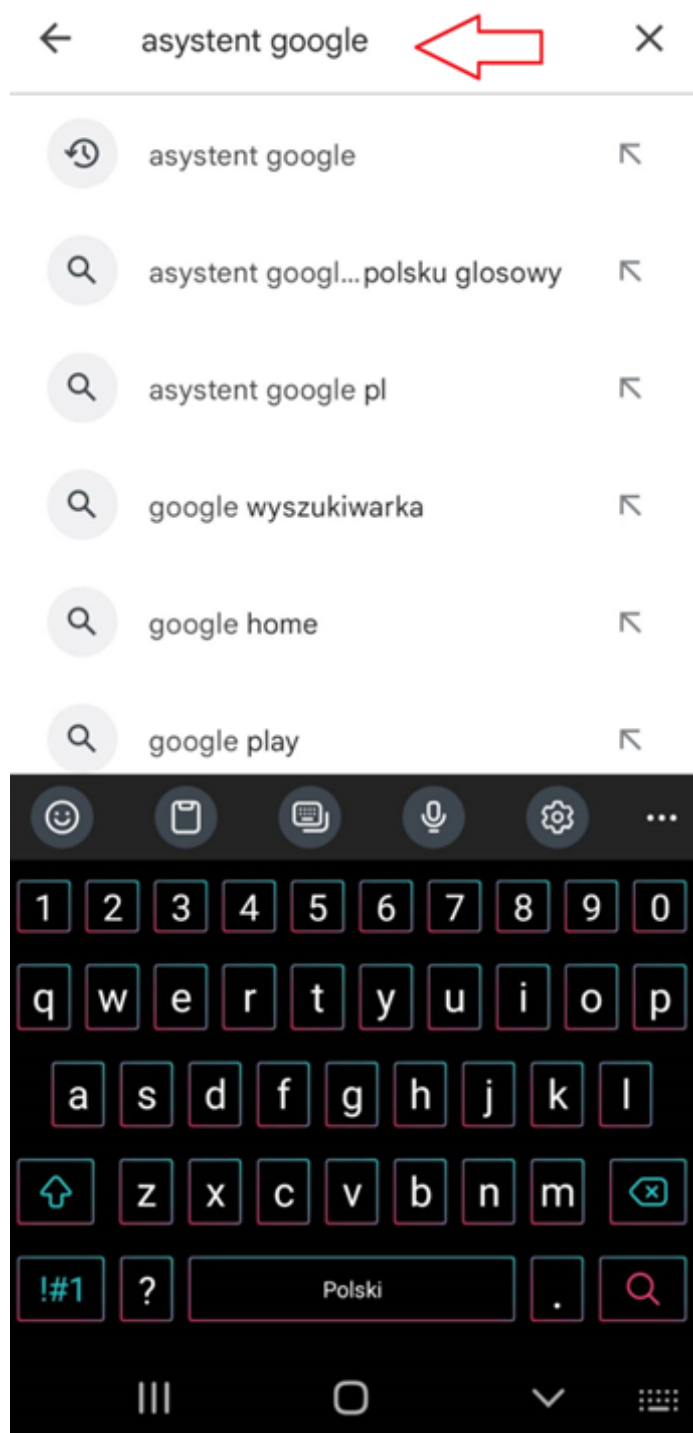 asystent google
asystent google
asystent googl...polsku glosowy
asystent google pl
google wyszukiwarka
google home
google play
1 2 3 4 5 6 7 8 9 0
q w e r t y u i o p
a s d f g h j k l
z x c v b n m
!#1 ? Polski .